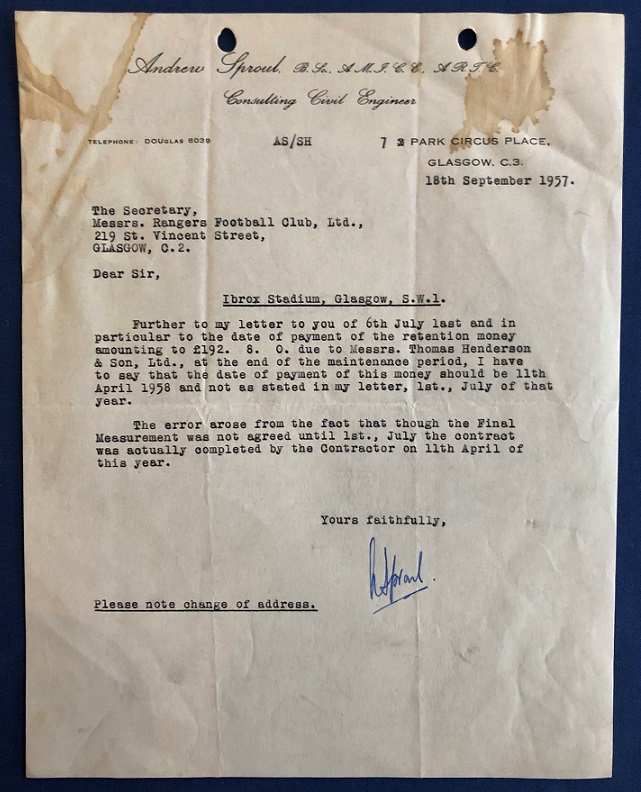 Andrew Sproul, B.Sc., A.M.I.C.E., A.R.T.C.
Consulting Civil Engineer
TELEPHONE: DOUGLAS 8039
AS/SH
7 PARK CIRCUS PLACE,
GLASGOW, C.3.
18th September 1957.
The Secretary,
Messrs. Rangers Football Club, Ltd.,
219 St. Vincent Street,
GLASGOW, C.2.
Dear Sir,
Ibrox Stadium, Glasgow, S.W.1.
Further to my letter to you of 6th July last and in
particular to the date of payment of the retention money
amounting to £192. 8. 0. due to Messrs. Thomas Henderson
& Son, Ltd., at the end of the maintenance period, I have
to say that the date of payment of this money should be 11th
April 1958 and not as stated in my letter, 1st., July of that
year.
The error arose from the fact that though the Final
Measurement was not agreed until 1st., July the contract
was actually completed by the Contractor on 11th April of
this year.
Yours faithfully,
A Sproul.
Please note change of address.